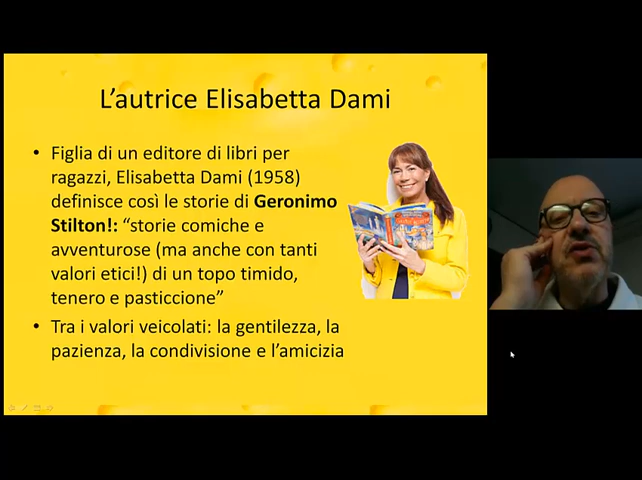 L'autrice Elisabetta Dami
• Figlia di un editore di libri per
ragazzi, Elisabetta Dami (1958)
definisce così le storie di Geronimo
Stilton!: “storie comiche e
avventurose (ma anche con tanti
valori etici!) di un topo timido,
tenero e pasticcione”
• Tra i valori veicolati: la gentilezza, la
pazienza, la condivisione e l'amicizia